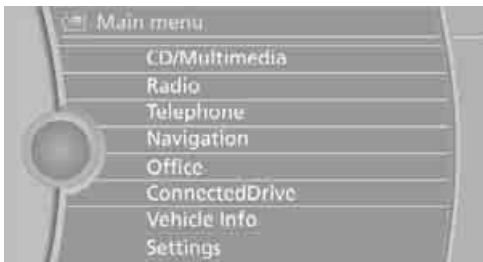 Main menu
CD/Multimedia
Radio
Telephone
Navigation
Office
ConnectedDrive
Vehicle Info
Settings